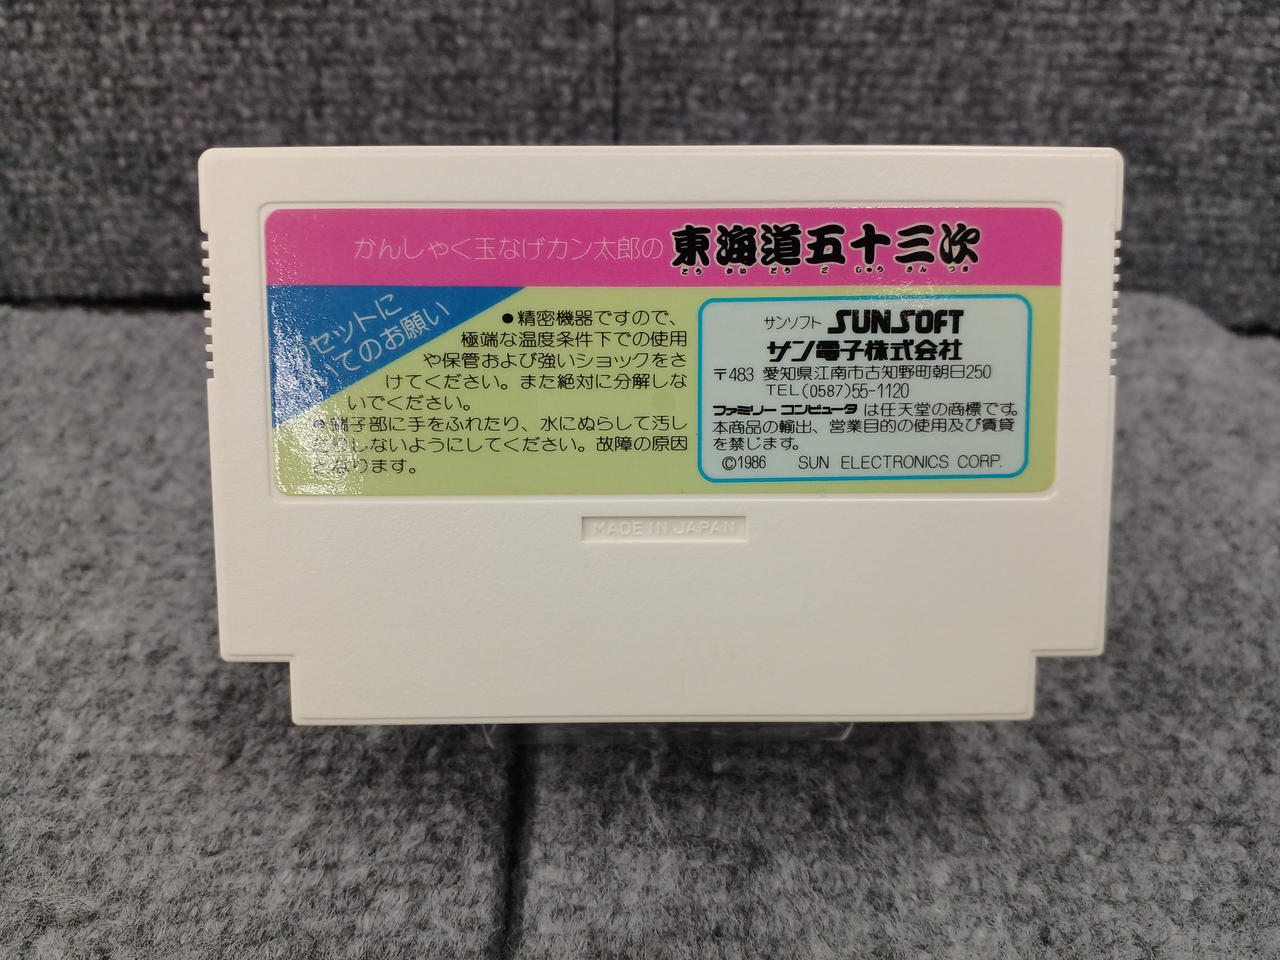 かんしゃく玉なげカン太郎の 東海道五十三次
とう かい どう ご じゅう さん つぎ
セットに
いてのお願い
●精密機器ですので、
極端な温度条件下での使用
や保管および強いショックをさ
けてください。また絶対に分解しな
いでください。
●端子部に手をふれたり、水にぬらして汚し
たりしないようにしてください。故障の原因
となります。
サンソフト SUNSOFT
サン電子株式会社
〒483 愛知県江南市古知野町朝日250
TEL(0587)55-1120
ファミリー コンピュータ は任天堂の商標です。
本商品の輸出、営業目的の使用及び賃貸
を禁じます。
©1986 SUN ELECTRONICS CORP.
MADE IN JAPAN